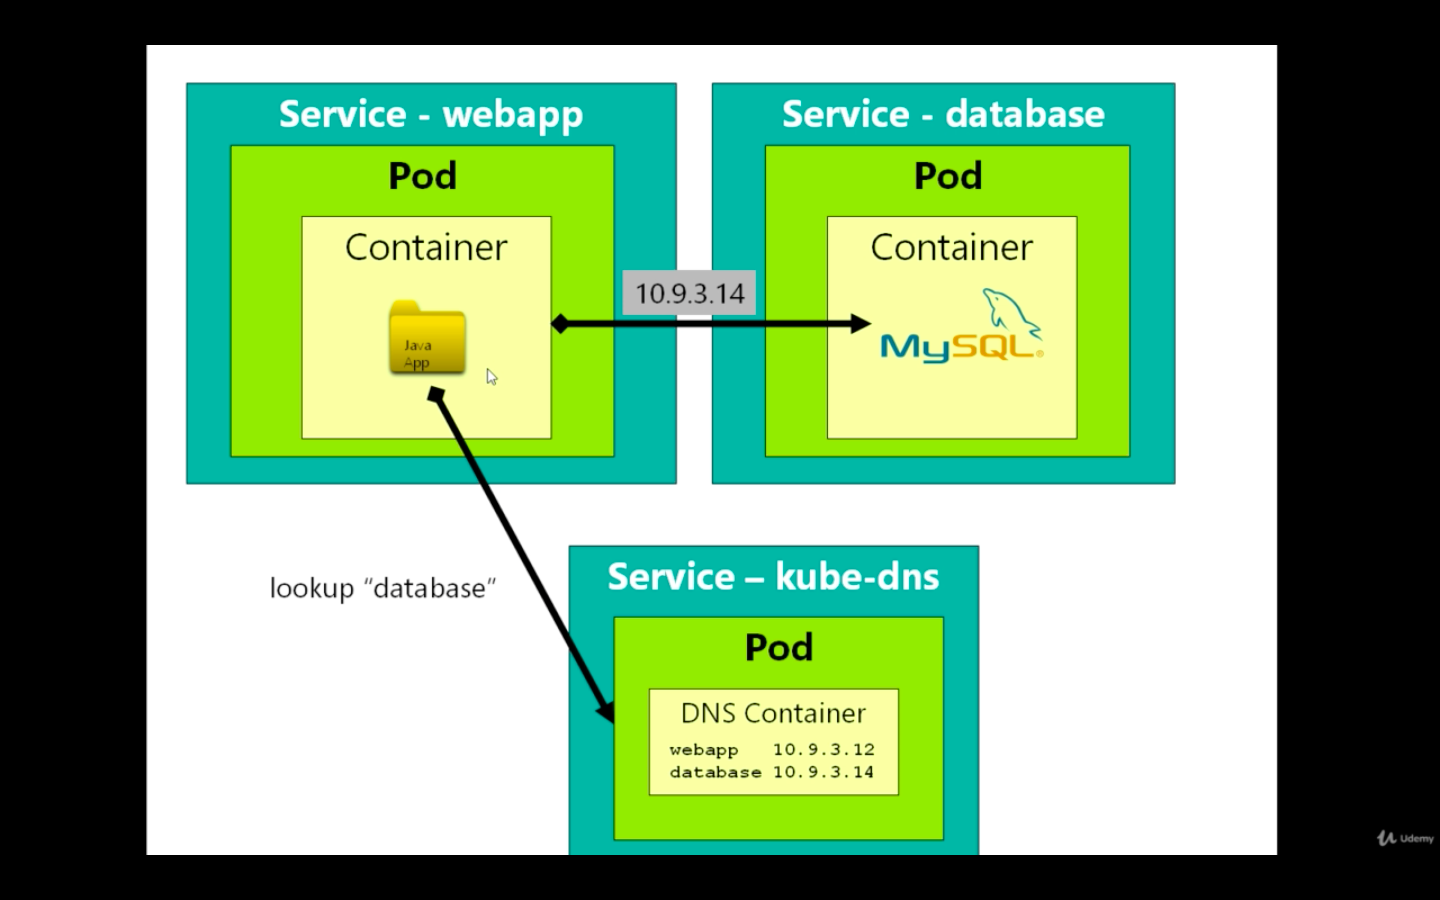 Service - webapp
Pod
Container
Java
App
10.9.3.14
Service - database
Pod
Container
MySQL®
lookup “database”
Service – kube-dns
Pod
DNS Container
webapp 10.9.3.12
database 10.9.3.14
Udemy